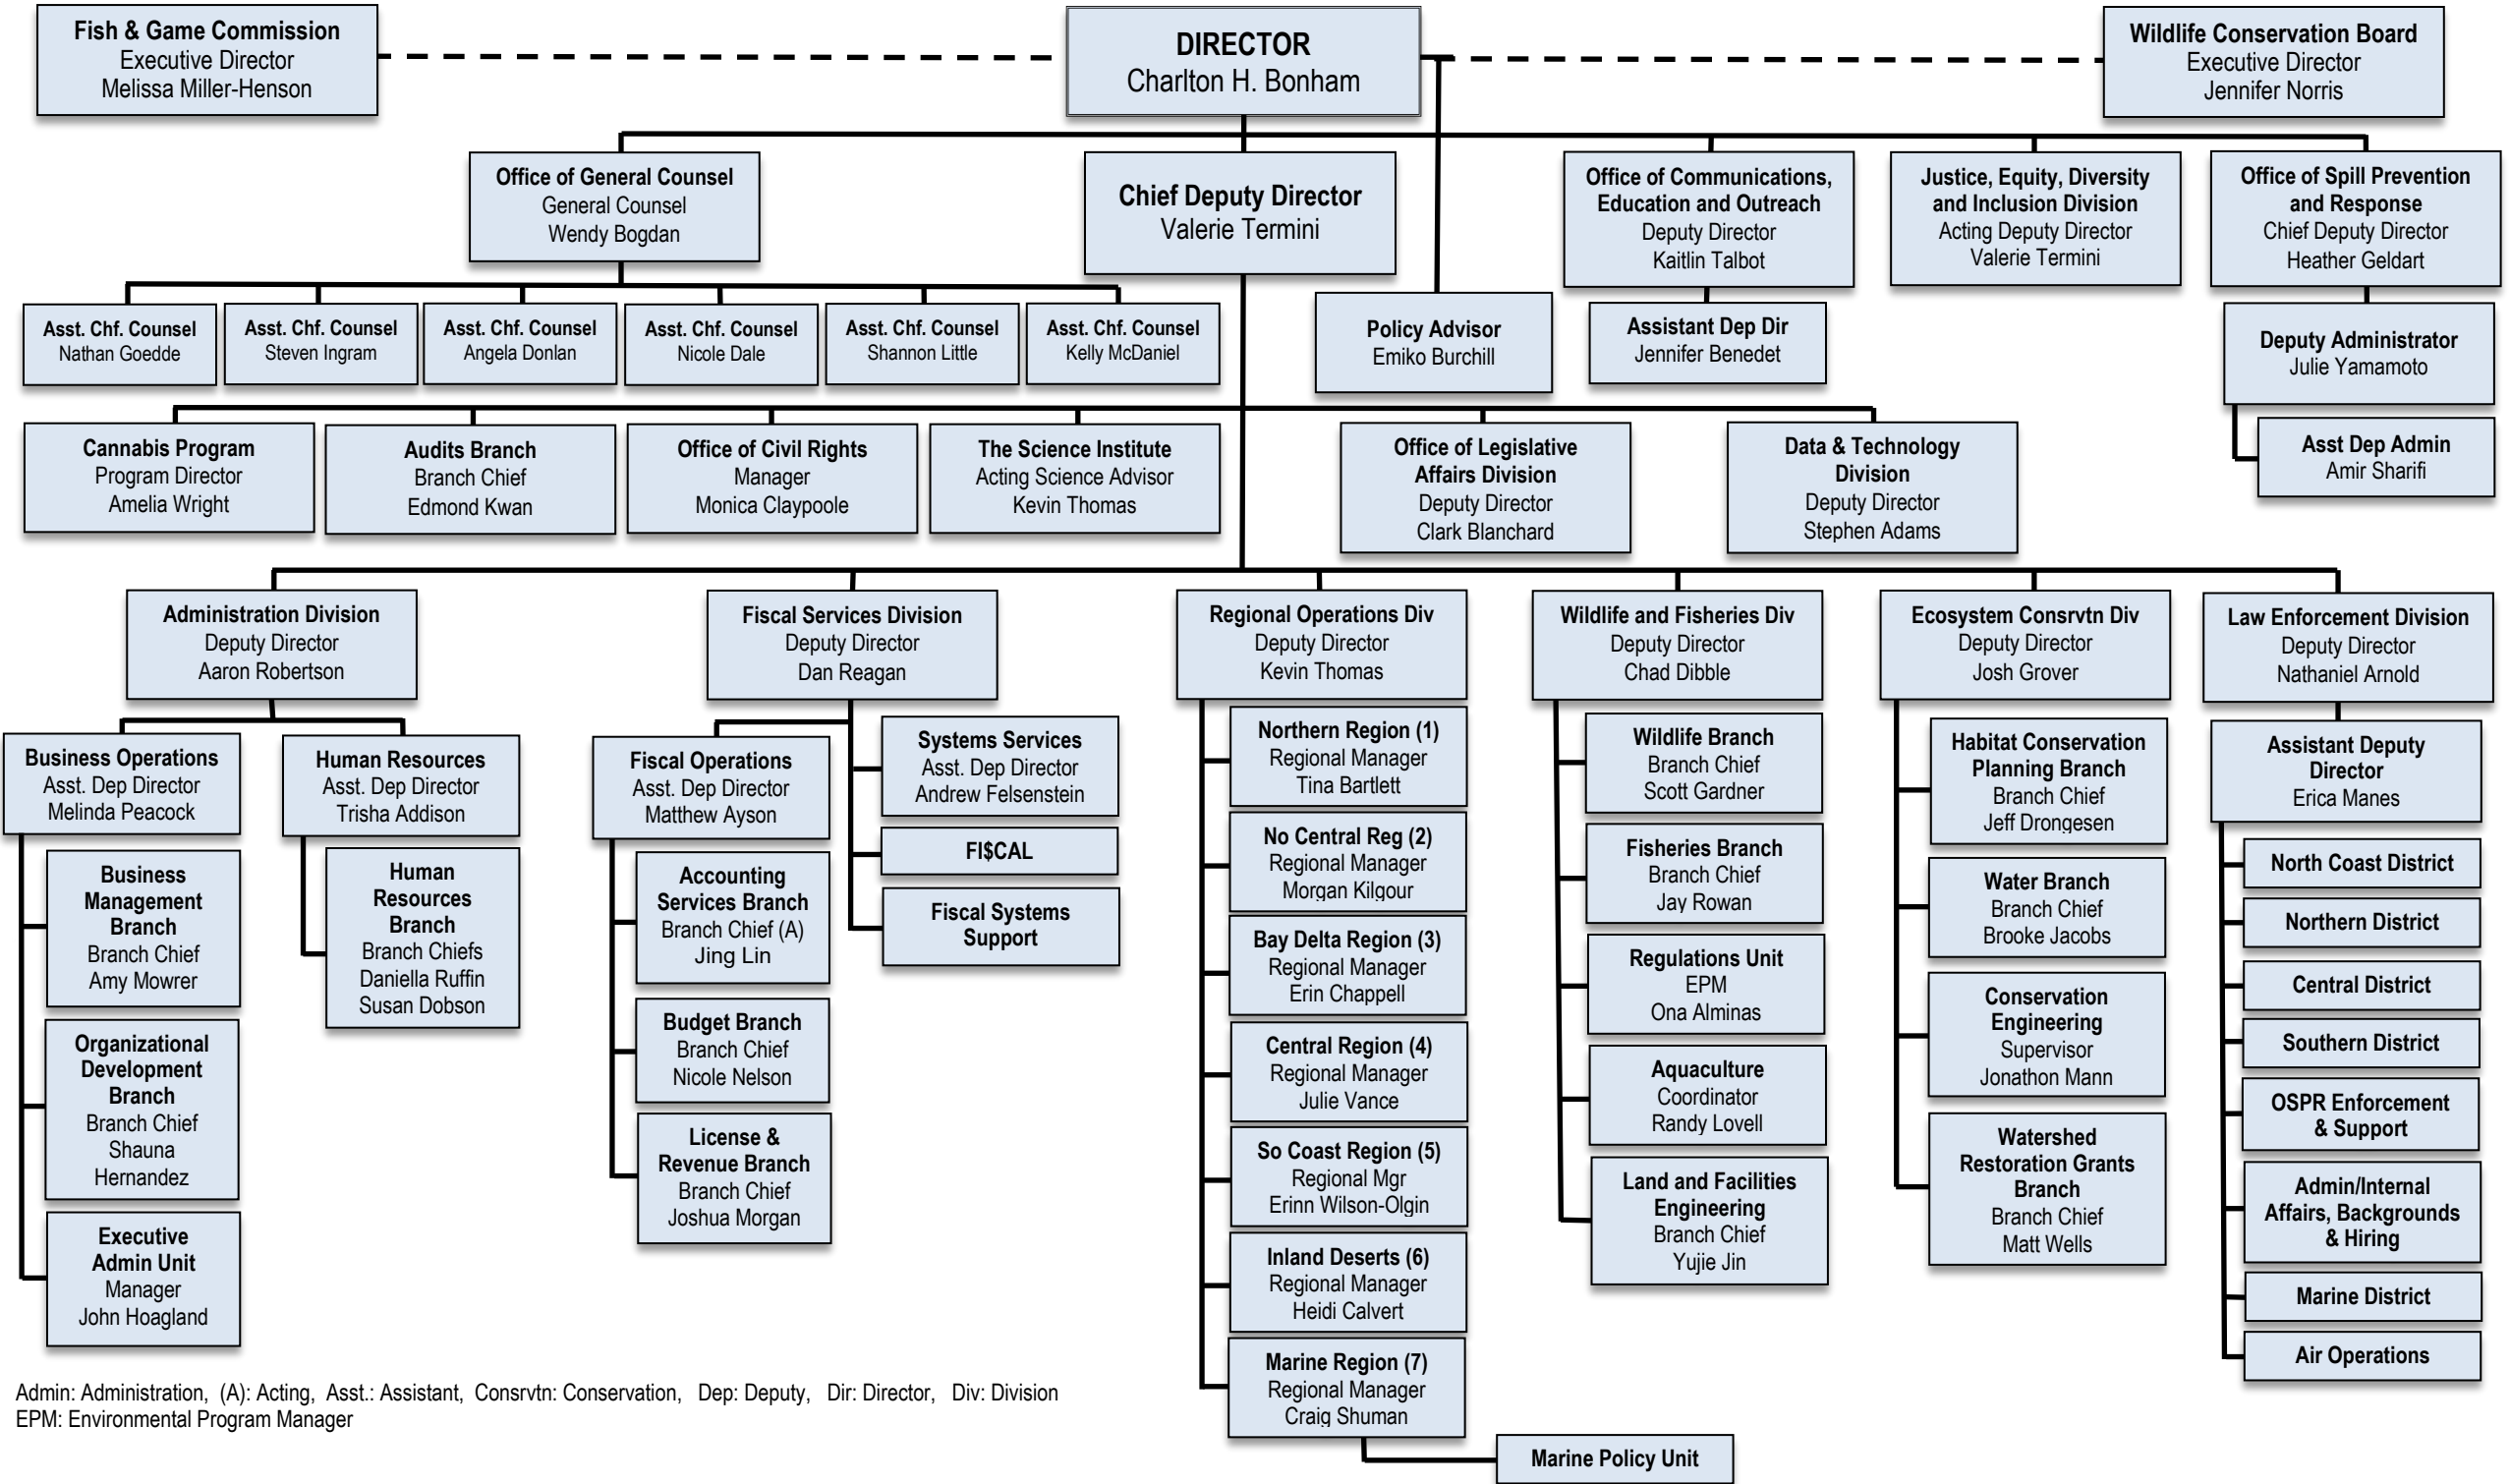 Fish & Game Commission
Executive Director
Melissa Miller-Henson
DIRECTOR
Charlton H. Bonham
Wildlife Conservation Board
Executive Director
Jennifer Norris
Office of General Counsel
General Counsel
Wendy Bogdan
Chief Deputy Director
Valerie Termini
Office of Communications,
Education and Outreach
Deputy Director
Kaitlin Talbot
Justice, Equity, Diversity
and Inclusion Division
Acting Deputy Director
Valerie Termini
Office of Spill Prevention
and Response
Chief Deputy Director
Heather Geldart
Asst. Chf. Counsel
Nathan Goedde
Asst. Chf. Counsel
Steven Ingram
Asst. Chf. Counsel
Angela Donlan
Asst. Chf. Counsel
Nicole Dale
Asst. Chf. Counsel
Shannon Little
Asst. Chf. Counsel
Kelly McDaniel
Policy Advisor
Emiko Burchill
Assistant Dep Dir
Jennifer Benedet
Deputy Administrator
Julie Yamamoto
Asst Dep Admin
Amir Sharifi
Cannabis Program
Program Director
Amelia Wright
Audits Branch
Branch Chief
Edmond Kwan
Office of Civil Rights
Manager
Monica Claypoole
The Science Institute
Acting Science Advisor
Kevin Thomas
Office of Legislative
Affairs Division
Deputy Director
Clark Blanchard
Data & Technology
Division
Deputy Director
Stephen Adams
Administration Division
Deputy Director
Aaron Robertson
Fiscal Services Division
Deputy Director
Dan Reagan
Regional Operations Div
Deputy Director
Kevin Thomas
Wildlife and Fisheries Div
Deputy Director
Chad Dibble
Ecosystem Consrvtn Div
Deputy Director
Josh Grover
Law Enforcement Division
Deputy Director
Nathaniel Arnold
Business Operations
Asst. Dep Director
Melinda Peacock
Business
Management
Branch
Branch Chief
Amy Mowrer
Organizational
Development
Branch
Branch Chief
Shauna
Hernandez
Executive
Admin Unit
Manager
John Hoagland
Human Resources
Asst. Dep Director
Trisha Addison
Human
Resources
Branch
Branch Chiefs
Daniella Ruffin
Susan Dobson
Fiscal Operations
Asst. Dep Director
Matthew Ayson
Accounting
Services Branch
Branch Chief (A)
Jing Lin
Budget Branch
Branch Chief
Nicole Nelson
License &
Revenue Branch
Branch Chief
Joshua Morgan
Systems Services
Asst. Dep Director
Andrew Felsenstein
FI$CAL
Fiscal Systems
Support
Northern Region (1)
Regional Manager
Tina Bartlett
No Central Reg (2)
Regional Manager
Morgan Kilgour
Bay Delta Region (3)
Regional Manager
Erin Chappell
Central Region (4)
Regional Manager
Julie Vance
So Coast Region (5)
Regional Mgr
Erinn Wilson-Olgin
Inland Deserts (6)
Regional Manager
Heidi Calvert
Marine Region (7)
Regional Manager
Craig Shuman
Marine Policy Unit
Wildlife Branch
Branch Chief
Scott Gardner
Fisheries Branch
Branch Chief
Jay Rowan
Regulations Unit
EPM
Ona Alminas
Aquaculture
Coordinator
Randy Lovell
Land and Facilities
Engineering
Branch Chief
Yujie Jin
Habitat Conservation
Planning Branch
Branch Chief
Jeff Drongesen
Water Branch
Branch Chief
Brooke Jacobs
Conservation
Engineering
Supervisor
Jonathon Mann
Watershed
Restoration Grants
Branch
Branch Chief
Matt Wells
Assistant Deputy
Director
Erica Manes
North Coast District
Northern District
Central District
Southern District
OSPR Enforcement
& Support
Admin/Internal
Affairs, Backgrounds
& Hiring
Marine District
Air Operations
Admin: Administration, (A): Acting, Asst.: Assistant, Consrvtn: Conservation, Dep: Deputy, Dir: Director, Div: Division
EPM: Environmental Program Manager